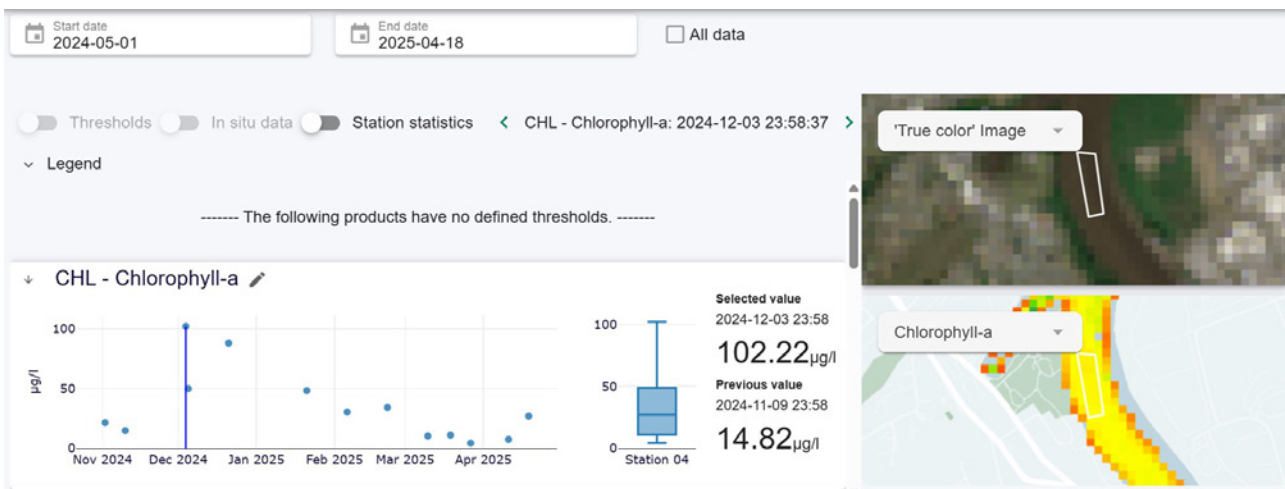 Start date
2024-05-01
End date
2025-04-18
All data
Thresholds
In situ data
Station statistics
CHL - Chlorophyll-a: 2024-12-03 23:58:37
'True color' Image
Legend
------- The following products have no defined thresholds. -------
CHL - Chlorophyll-a
µg/l
100
50
0
Nov 2024 Dec 2024 Jan 2025 Feb 2025 Mar 2025 Apr 2025
100
50
0
Station 04
Selected value
2024-12-03 23:58
102.22µg/l
Previous value
2024-11-09 23:58
14.82µg/l
Chlorophyll-a